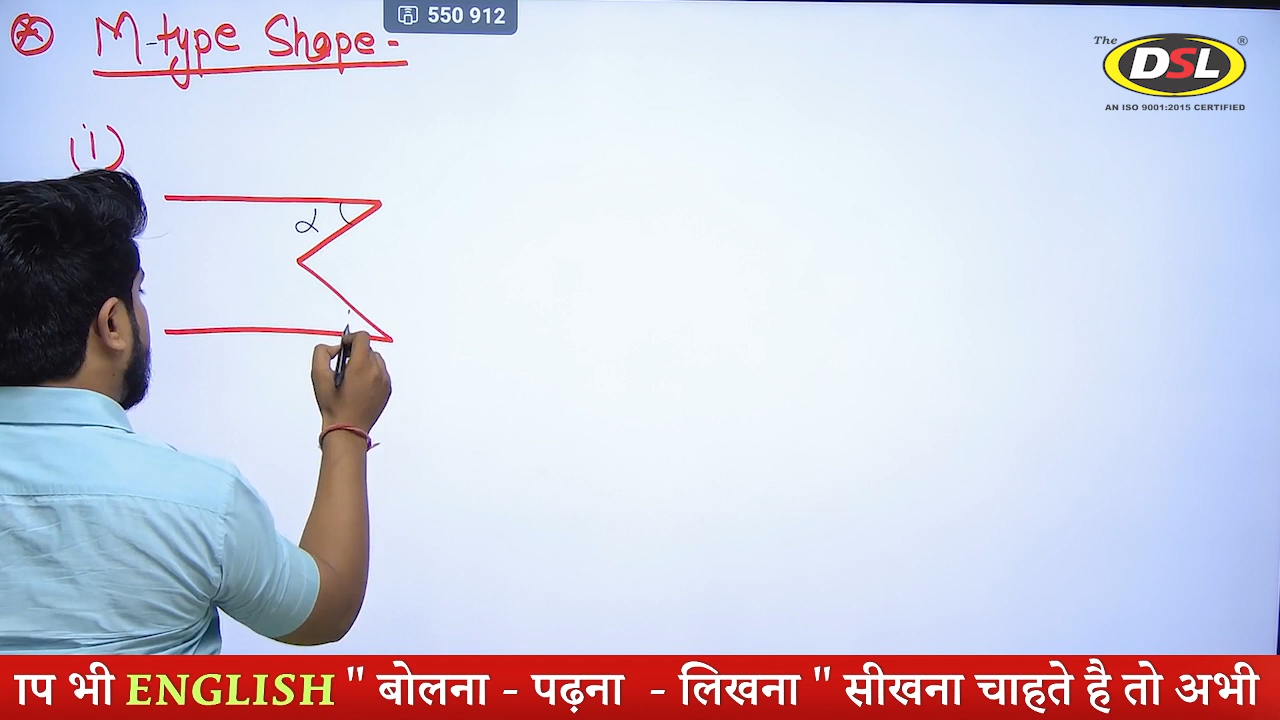 550 912
M-type Shape -
The DSL ®
AN ISO 9001:2015 CERTIFIED
(i)
α
ाप भी ENGLISH " बोलना - पढ़ना - लिखना " सीखना चाहते है तो अभी